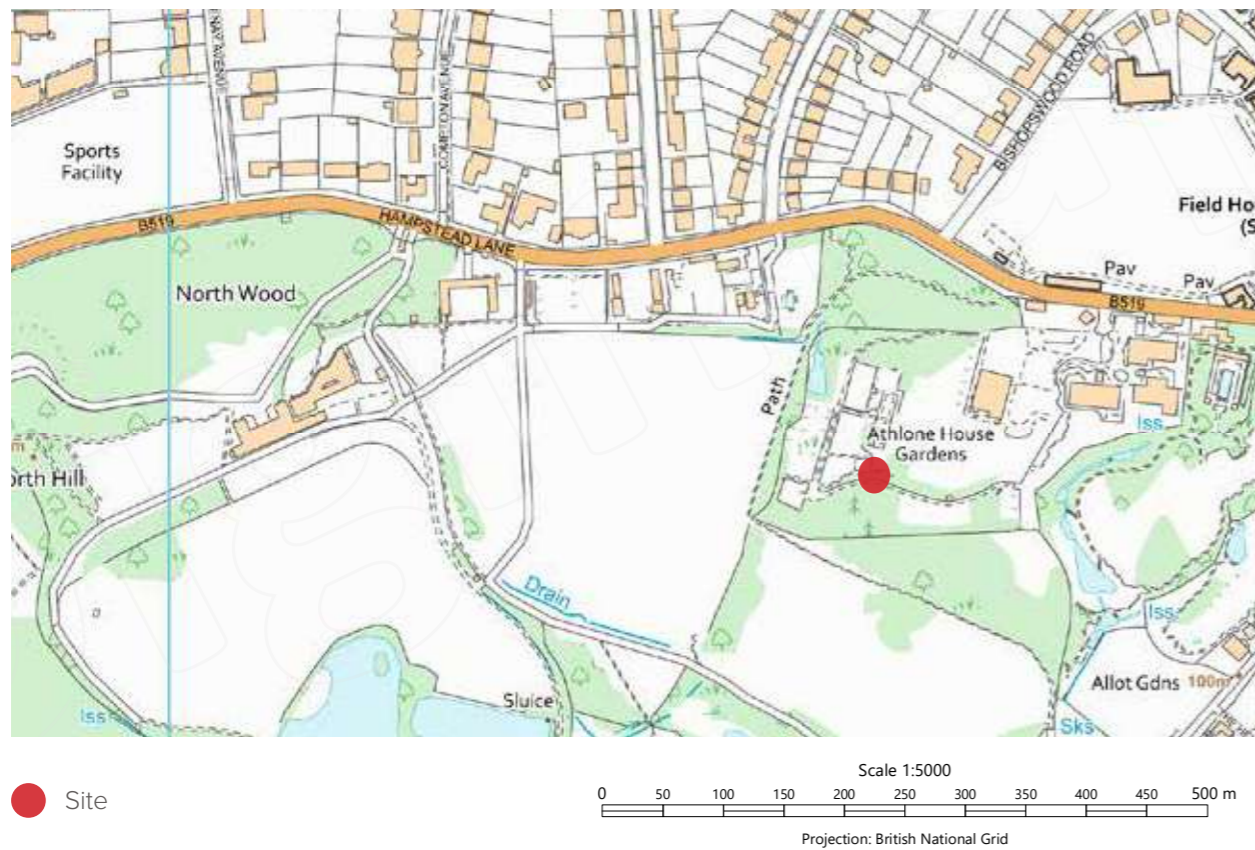 COMPTON AVENUE
BISHOPSWOOD ROAD
Sports
Facility
B519
HAMPSTEAD LANE
North Wood
Field
Pav
Pav
B519
Path
Athlone House
Gardens
Iss
Hill
Drain
Iss
Sluice
Allot Gdns 100m
Iss
Sks
Site
Scale 1:5000
0 50 100 150 200 250 300 350 400 450 500 m
Projection: British National Grid